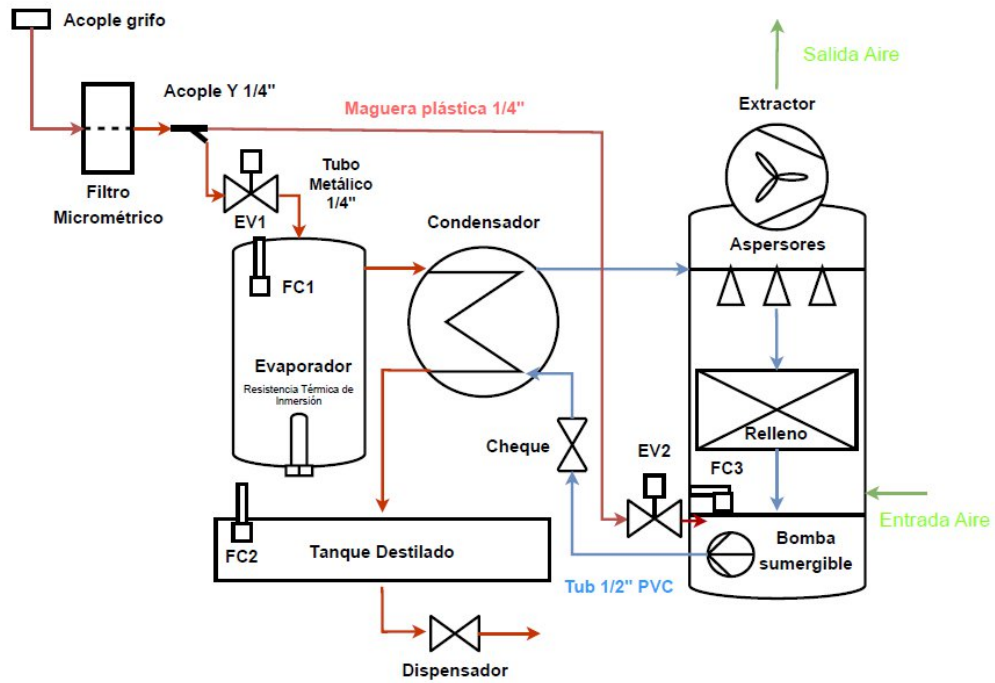 Acople grifo
Salida Aire
Acople Y 1/4"
Maguera plástica 1/4"
Extractor
Filtro
Micrométrico
Tubo
Metálico
1/4"
EV1
Condensador
Aspersores
FC1
Evaporador
Resistencia Térmica de
Inmersión
Relleno
Cheque
EV2
FC3
Entrada Aire
FC2
Tanque Destilado
Bomba
sumergible
Tub 1/2" PVC
Dispensador